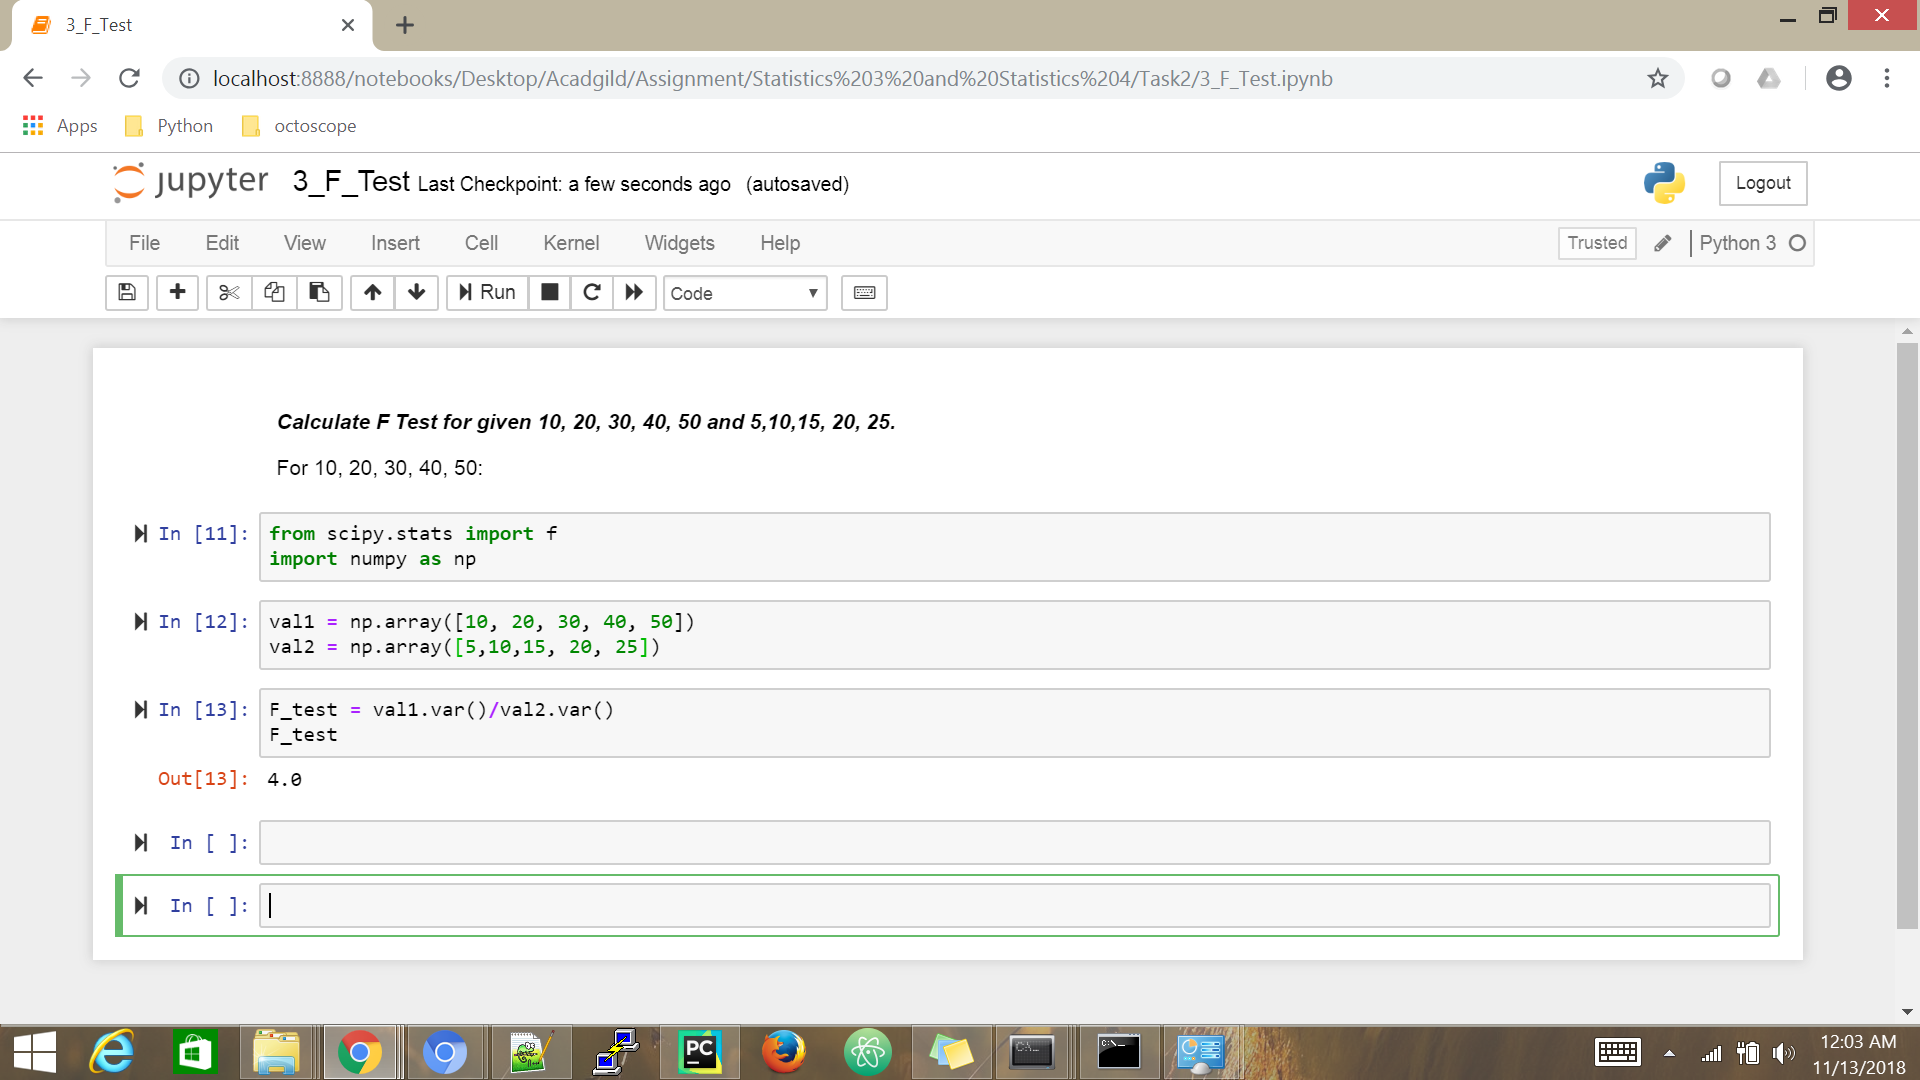 3_F_Test
localhost:8888/notebooks/Desktop/Acadgild/Assignment/Statistics%203%20and%20Statistics%204/Task2/3_F_Test.ipynb
Apps Python octoscope
jupyter 3_F_Test Last Checkpoint: a few seconds ago (autosaved) Logout
File Edit View Insert Cell Kernel Widgets Help Trusted Python 3
Run Code
Calculate F Test for given 10, 20, 30, 40, 50 and 5,10,15, 20, 25.
For 10, 20, 30, 40, 50:
In [11]: from scipy.stats import f
import numpy as np
In [12]: val1 = np.array([10, 20, 30, 40, 50])
val2 = np.array([5,10,15, 20, 25])
In [13]: F_test = val1.var()/val2.var()
F_test
Out[13]: 4.0
In [ ]:
In [ ]:
PC
12:03 AM
11/13/2018